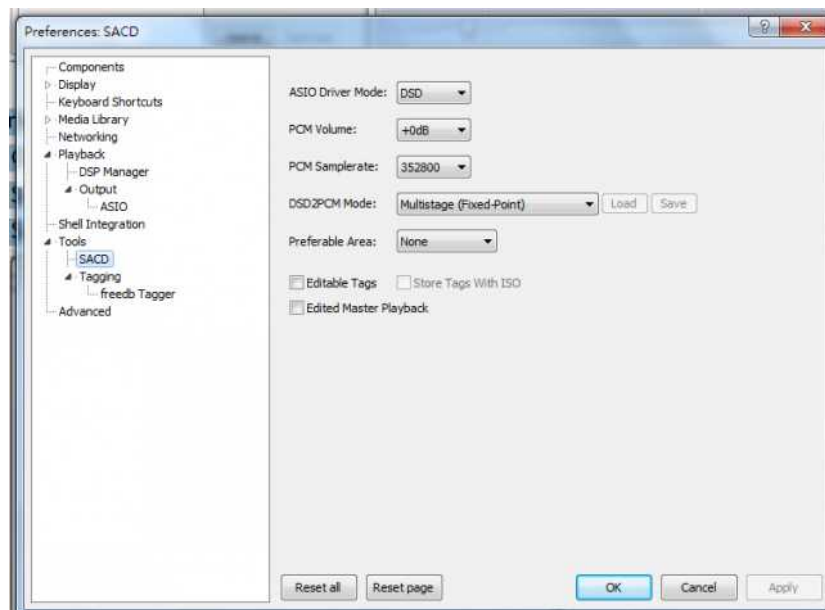 Preferences: SACD
Components
Display
Keyboard Shortcuts
Media Library
Networking
Playback
DSP Manager
Output
ASIO
Shell Integration
Tools
SACD
Tagging
freedb Tagger
Advanced
ASIO Driver Mode: DSD
PCM Volume: +0dB
PCM Samplerate: 352800
DSD2PCM Mode: Multistage (Fixed-Point) Load Save
Preferable Area: None
Editable Tags Store Tags With ISO
Edited Master Playback
Reset all Reset page OK Cancel Apply